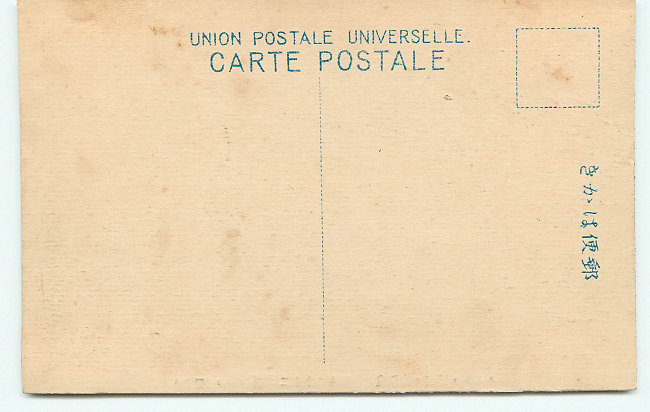 UNION POSTALE UNIVERSELLE.
CARTE POSTALE
郵便はかき